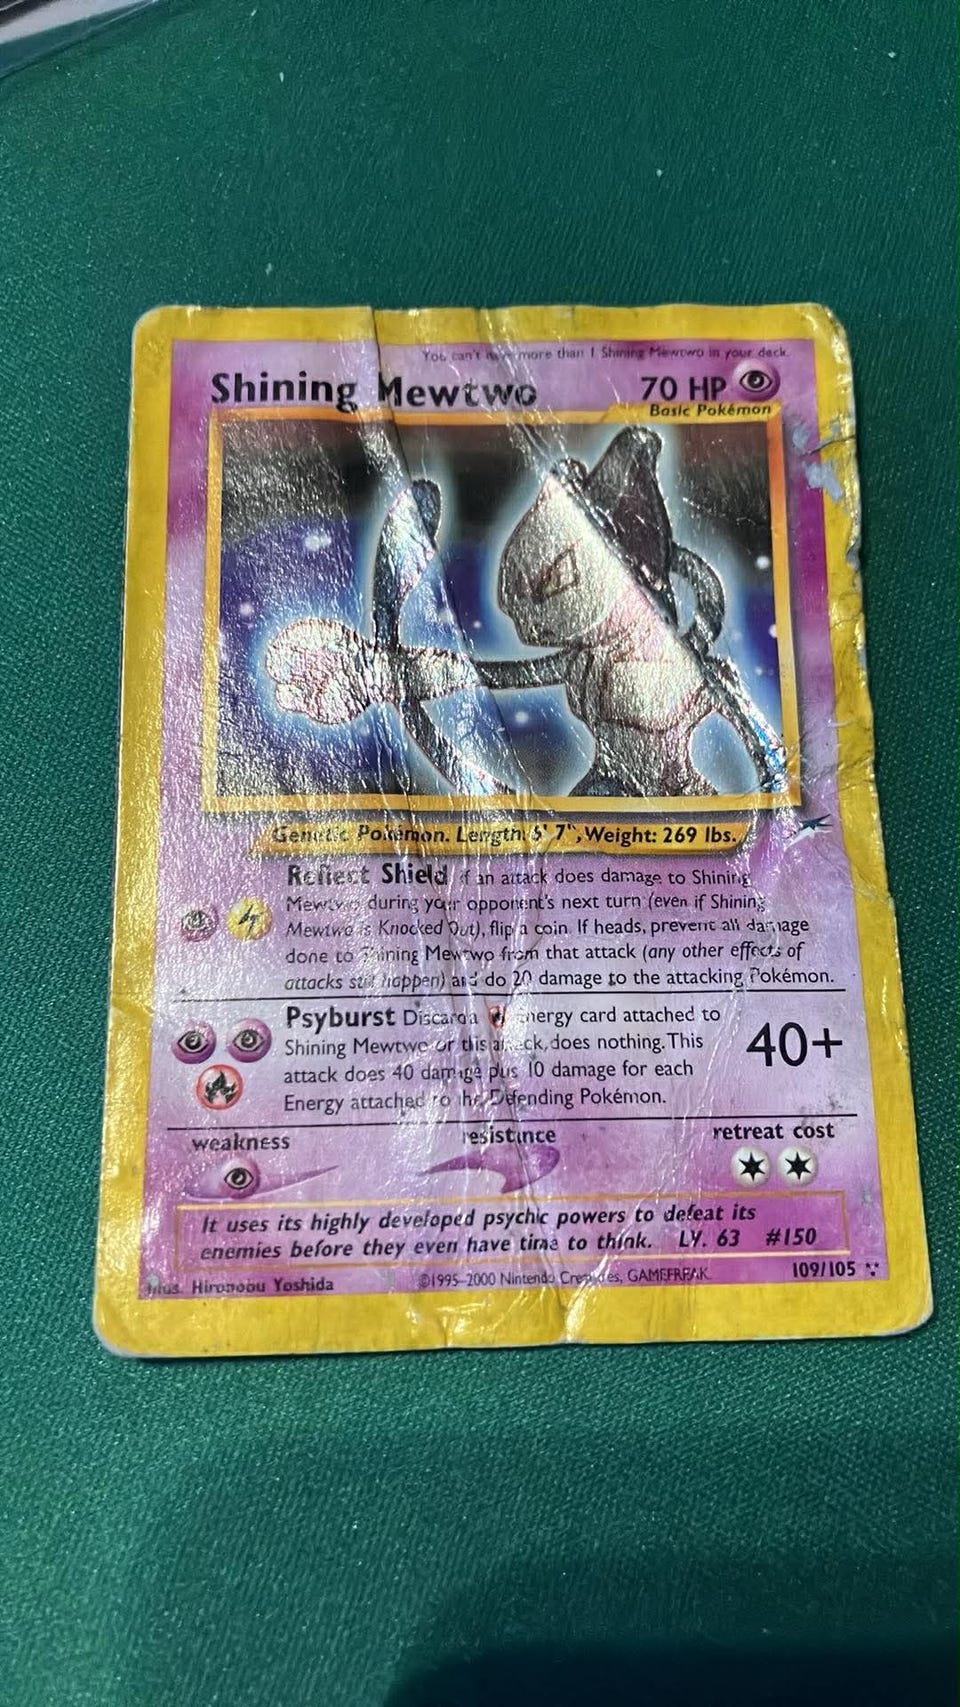 You can't have more than 1 Shining Mewtwo in your deck.
Shining Mewtwo 70 HP
Basic Pokémon
Genetic Pokémon. Length: 6' 7", Weight: 269 lbs.
Reflect Shield If an attack does damage to Shining
Mewtwo during your opponent's next turn (even if Shining
Mewtwo is Knocked Out), flip a coin. If heads, prevent all damage
done to Shining Mewtwo from that attack (any other effects of
attacks still happen) and do 20 damage to the attacking Pokémon.
Psyburst Discard a Energy card attached to
Shining Mewtwo or this attack does nothing. This
attack does 40 damage plus 10 damage for each
Energy attached to the Defending Pokémon.
40+
weakness resistance retreat cost
It uses its highly developed psychic powers to defeat its
enemies before they even have time to think. LV. 63 #150
Illus. Hironobu Yoshida ©1995-2000 Nintendo Creatures, GAMEFREAK. 109/105